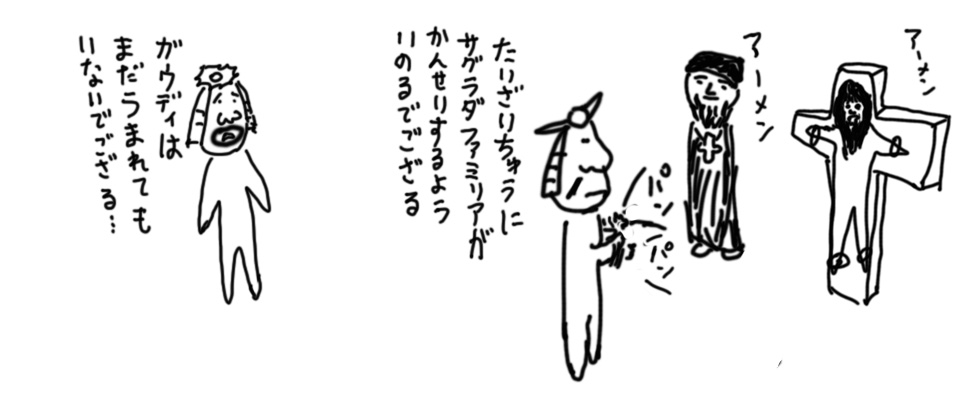 アーメン
アーメン
パン
パン
たいざいちゅうに
サグラダファミリアが
かんせいするよう
いのるでござる
ガウディは
まだうまれても
いないでござる…